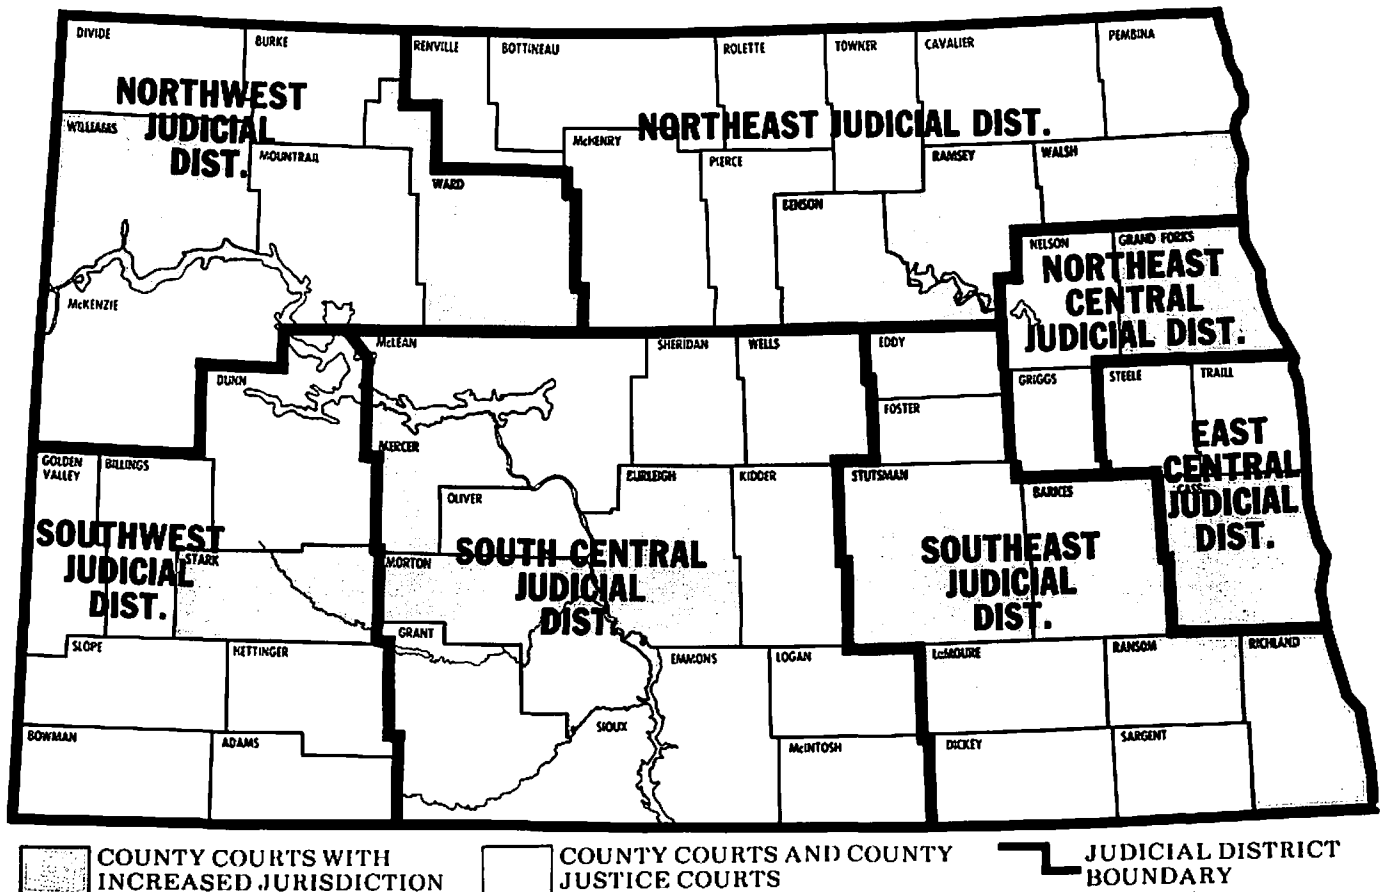 DIVIDE
BURKE
RENVILLE
BOTTINEAU
ROLETTE
TOWNER
CAVALIER
PEMBINA
NORTHWEST
JUDICIAL
DIST.
WILLIAMS
MOUNTRAIL
WARD
McHENRY
NORTHEAST JUDICIAL DIST.
PIERCE
RAMSEY
WALSH
BENSON
NELSON
GRAND FORKS
NORTHEAST
CENTRAL
JUDICIAL DIST.
McKENZIE
DUNN
McLEAN
SHERIDAN
WELLS
EDDY
FOSTER
GRIGGS
STEELE
TRAILL
EAST
CENTRAL
CASS
JUDICIAL
DIST.
MERCER
GOLDEN
VALLEY
BILLINGS
OLIVER
BURLEIGH
KIDDER
STUTSMAN
BARNES
SOUTHWEST
JUDICIAL
DIST.
STARK
MORTON
SOUTH CENTRAL
JUDICIAL
DIST.
SOUTHEAST
JUDICIAL
DIST.
SLOPE
HETTINGER
GRANT
EMMONS
LOGAN
LaMOURE
RANSOM
RICHLAND
BOWMAN
ADAMS
SIOUX
McINTOSH
DICKEY
SARGENT
COUNTY COURTS WITH
INCREASED JURISDICTION
COUNTY COURTS AND COUNTY
JUSTICE COURTS
JUDICIAL DISTRICT
BOUNDARY